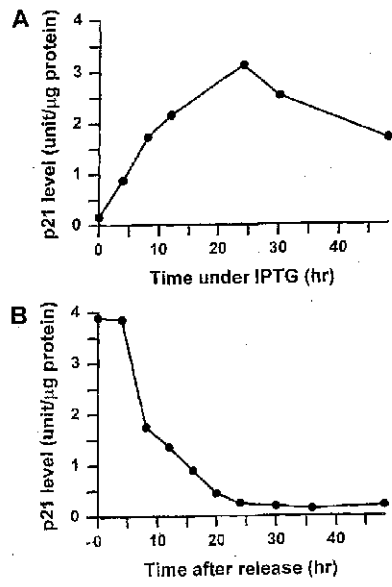 A
p21 level (unit/µg protein)
4
3
2
1
0
0 10 20 30 40
Time under IPTG (hr)
B
p21 level (unit/µg protein)
4
3
2
1
0
-0 10 20 30 40
Time after release (hr)